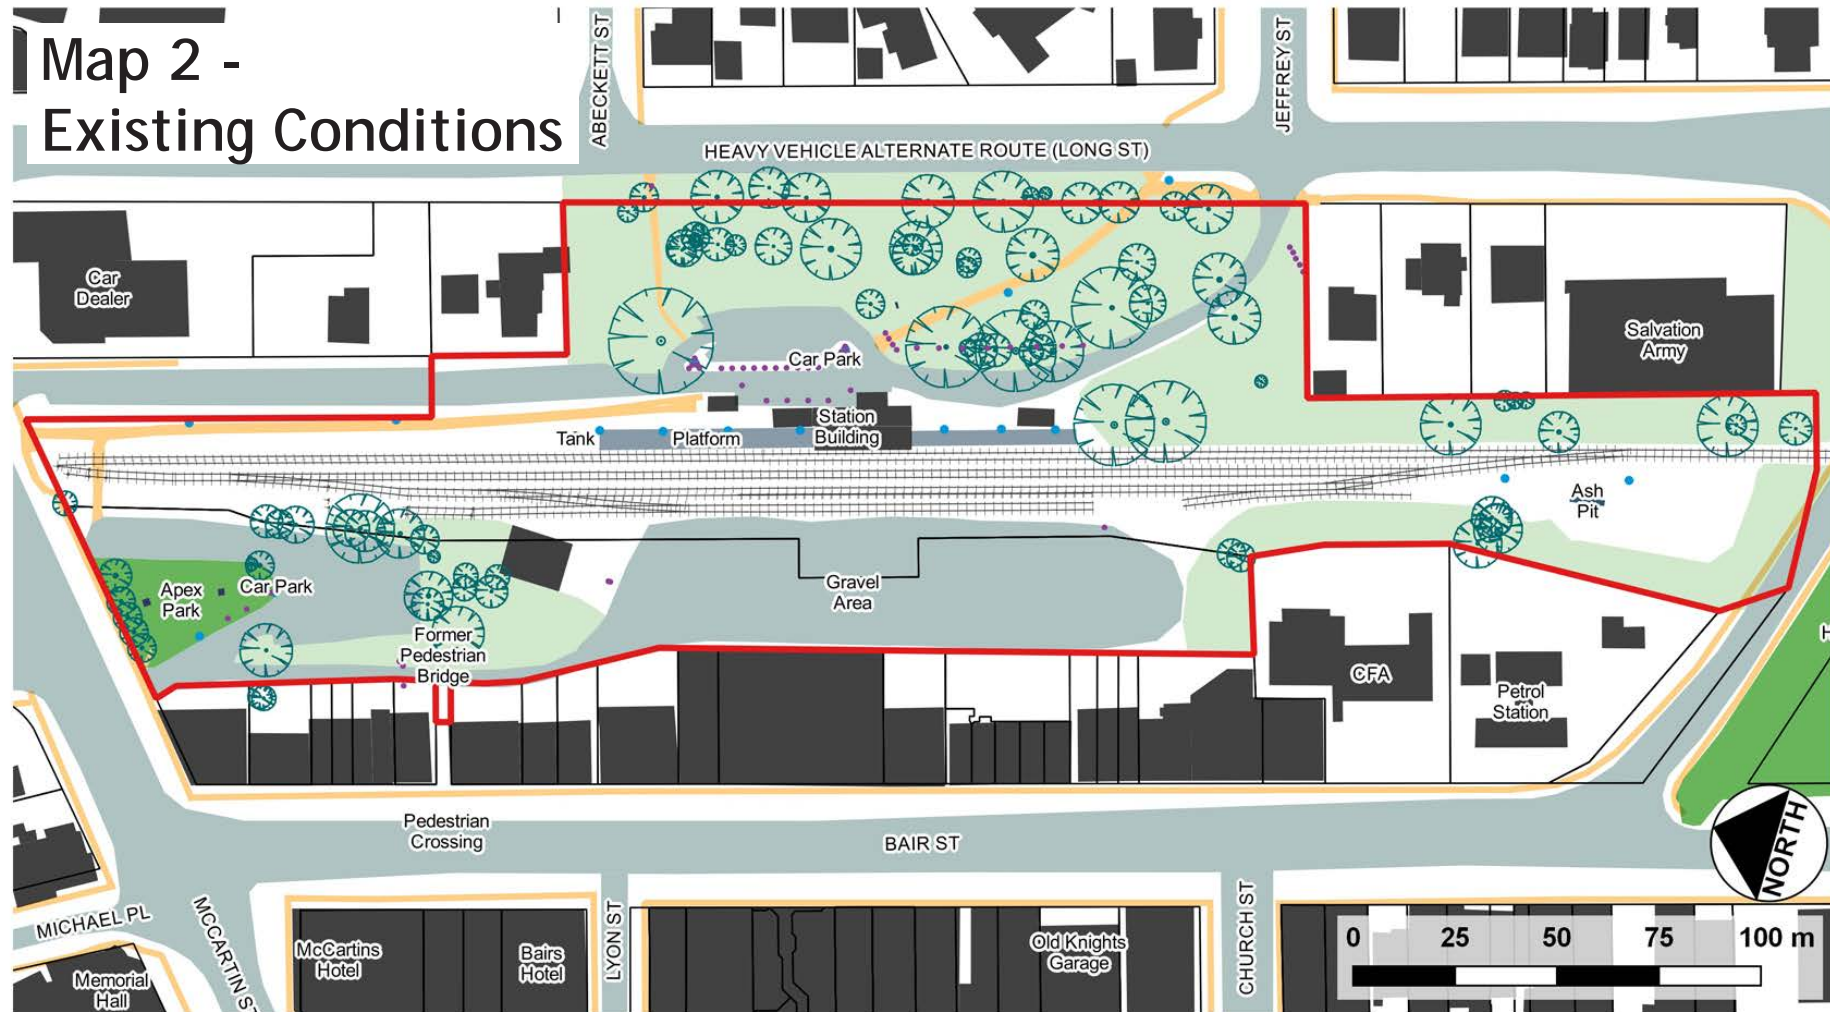 Map 2 -
Existing Conditions
ABECKETT ST
JEFFREY ST
HEAVY VEHICLE ALTERNATE ROUTE (LONG ST)
Car
Dealer
Salvation
Army
Car Park
Station
Building
Tank
Platform
Ash
Pit
Apex
Park
Car Park
Gravel
Area
Former
Pedestrian
Bridge
CFA
Petrol
Station
H
Pedestrian
Crossing
BAIR ST
NORTH
MICHAEL PL
MCCARTIN ST
McCartins
Hotel
Bairs
Hotel
LYON ST
Old Knights
Garage
CHURCH ST
Memorial
Hall
0 25 50 75 100 m